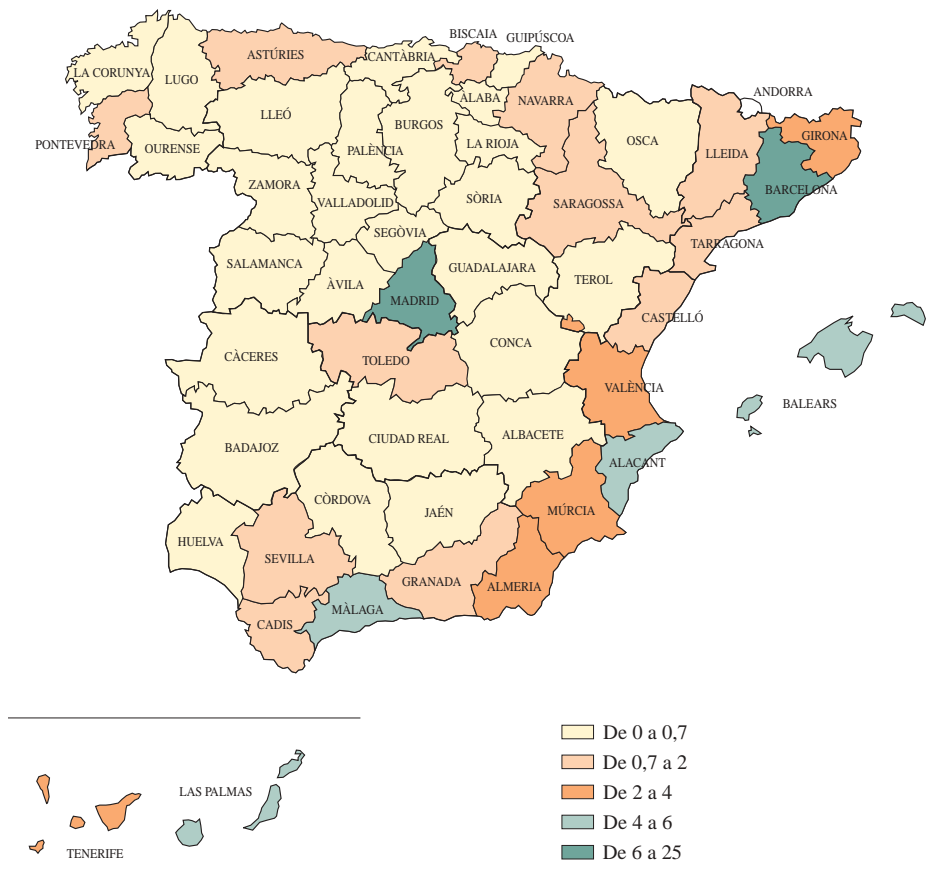 BISCAIA
GUIPÚSCOA
ASTÚRIES
CANTÀBRIA
LA CORUNYA
LUGO
ÀLABA
NAVARRA
ANDORRA
LLEÓ
BURGOS
GIRONA
PONTEVEDRA
OURENSE
PALÈNCIA
LA RIOJA
OSCA
LLEIDA
ZAMORA
BARCELONA
VALLADOLID
SÒRIA
SARAGOSSA
SEGÒVIA
TARRAGONA
SALAMANCA
ÀVILA
GUADALAJARA
TEROL
MADRID
CASTELLÓ
CÀCERES
TOLEDO
CONCA
VALÈNCIA
BALEARS
BADAJOZ
CIUDAD REAL
ALBACETE
ALACANT
CÒRDOVA
JAÉN
MÚRCIA
HUELVA
SEVILLA
GRANADA
ALMERIA
CADIS
MÀLAGA
LAS PALMAS
TENERIFE
De 0 a 0,7
De 0,7 a 2
De 2 a 4
De 4 a 6
De 6 a 25